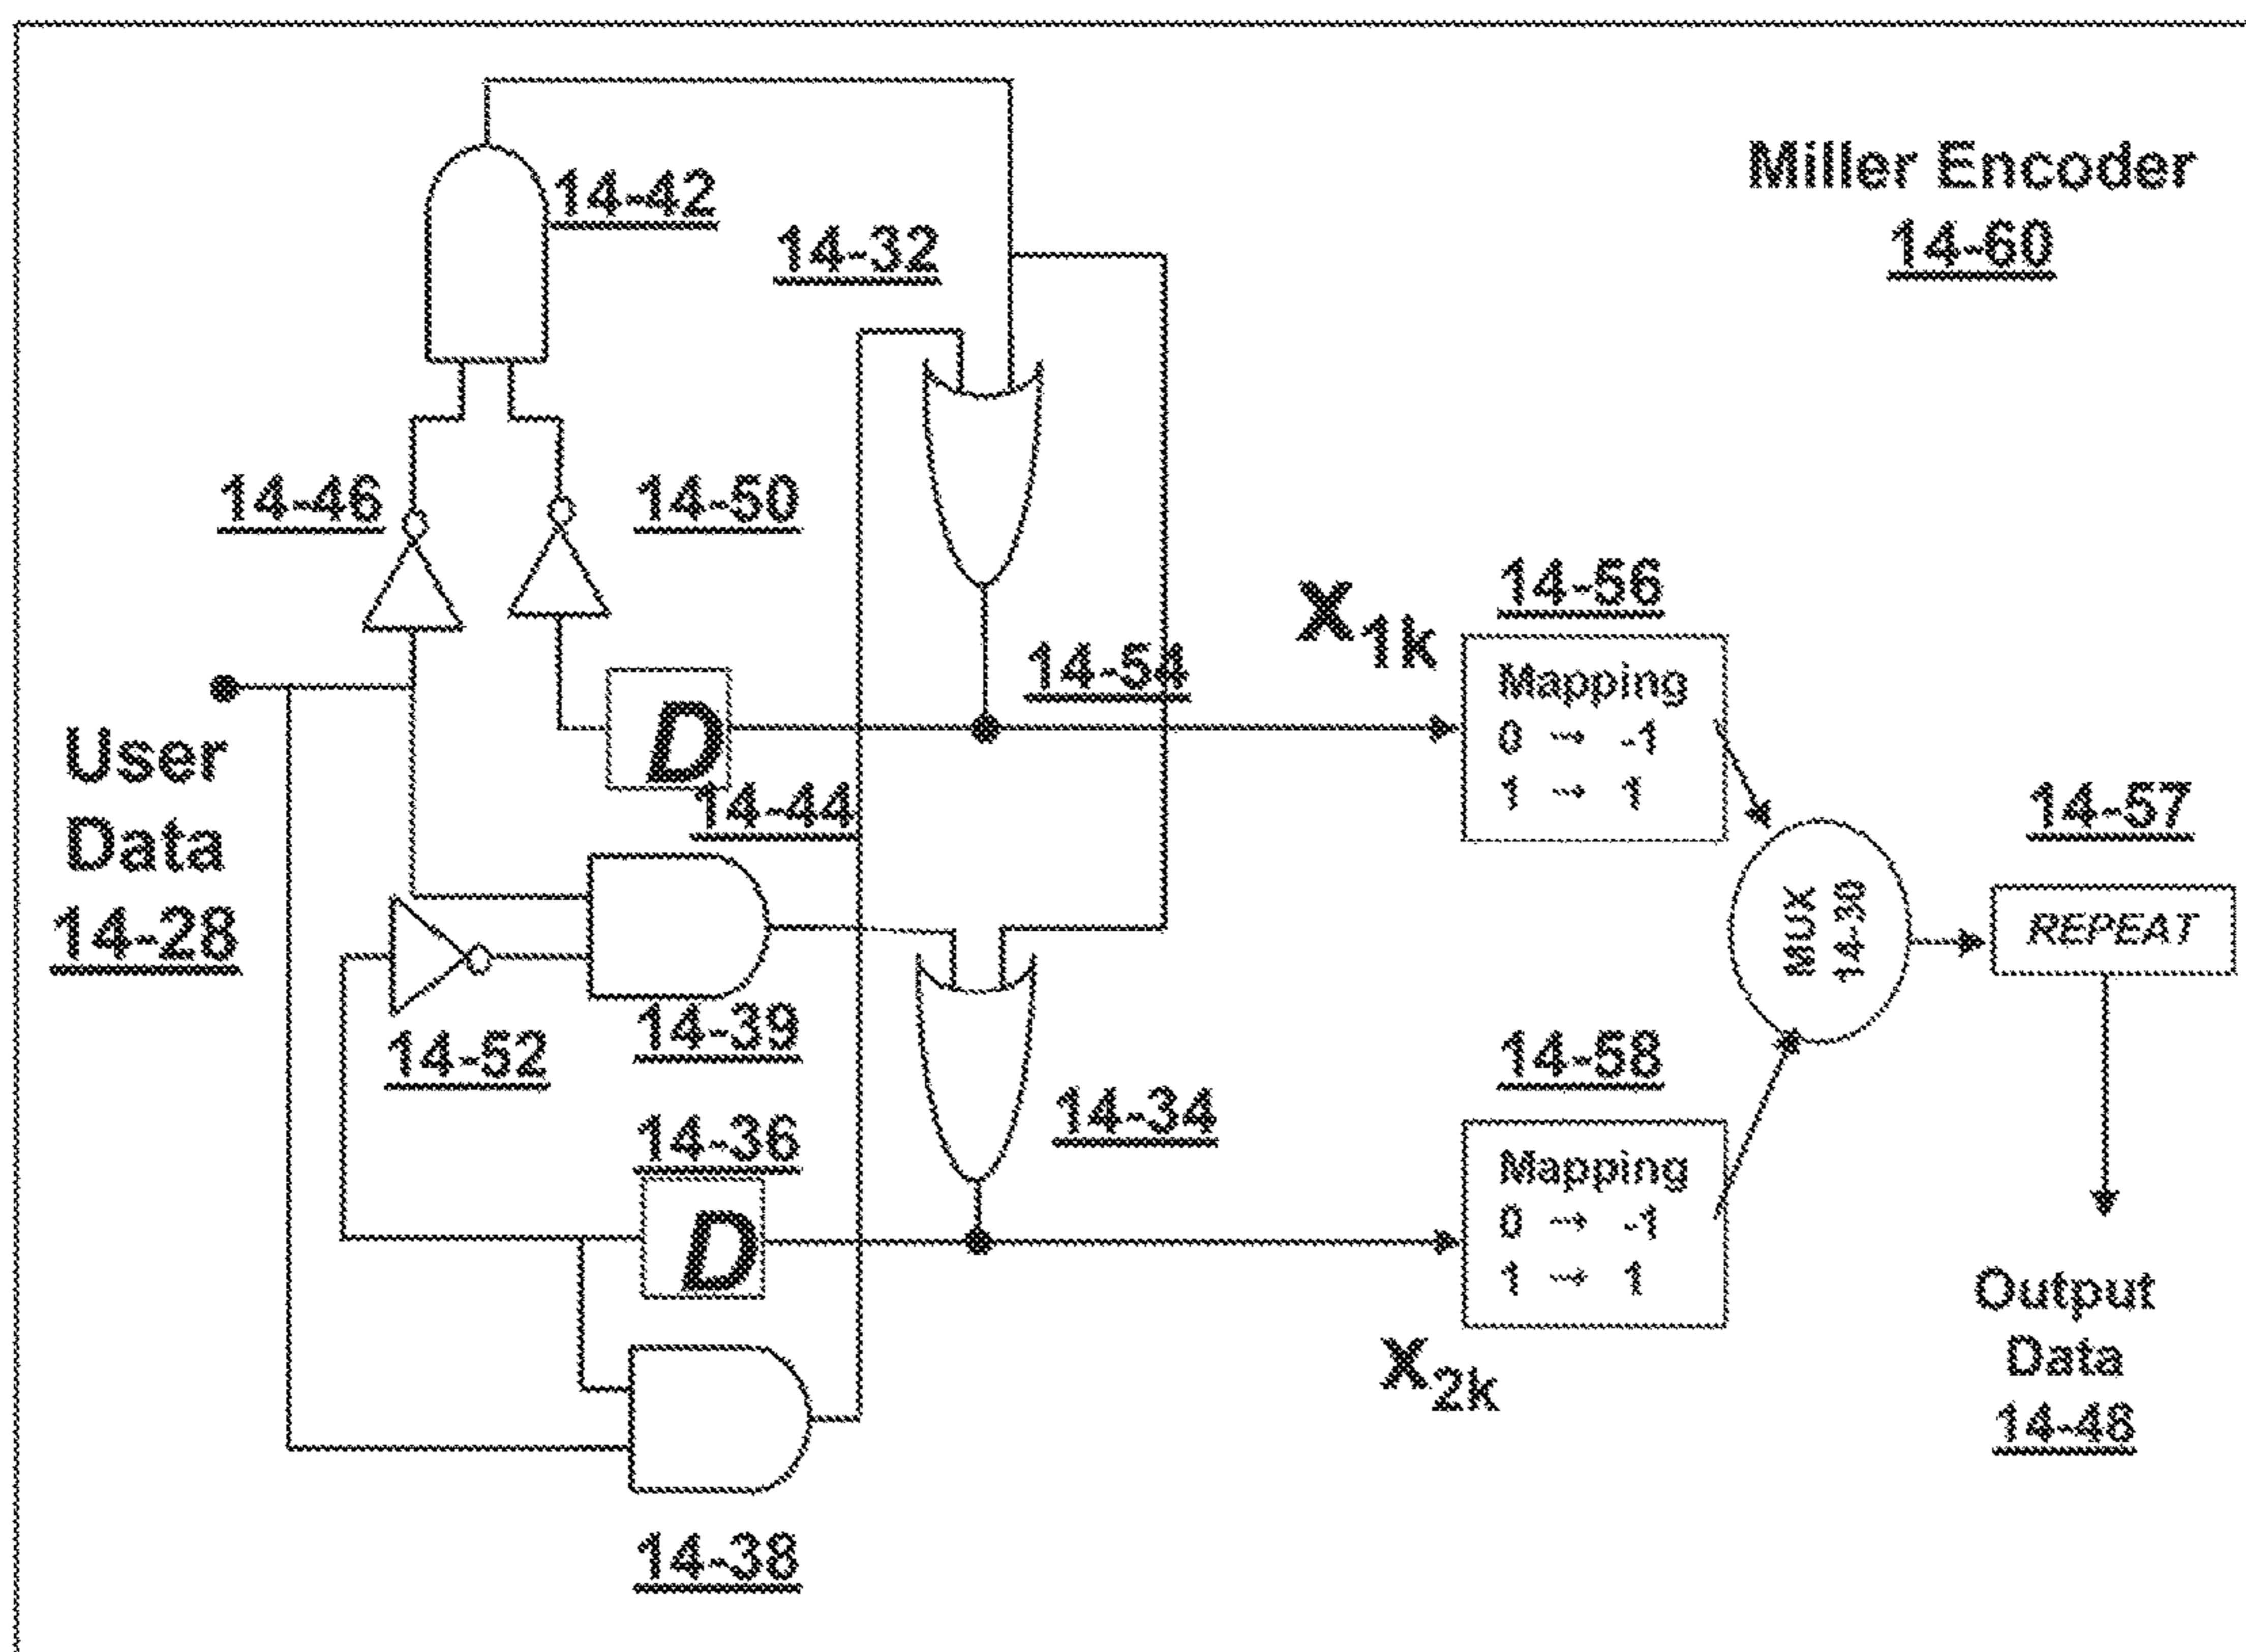 Miller Encoder
14-60
14-42
14-32
14-46
14-50
14-54
X1k
14-56
Mapping
0 → -1
1 → 1
User
Data
14-28
D
14-44
14-57
MUX
14-30
REPEAT
14-39
14-52
14-34
14-58
Mapping
0 → -1
1 → 1
14-36
D
X2k
Output
Data
14-48
14-38